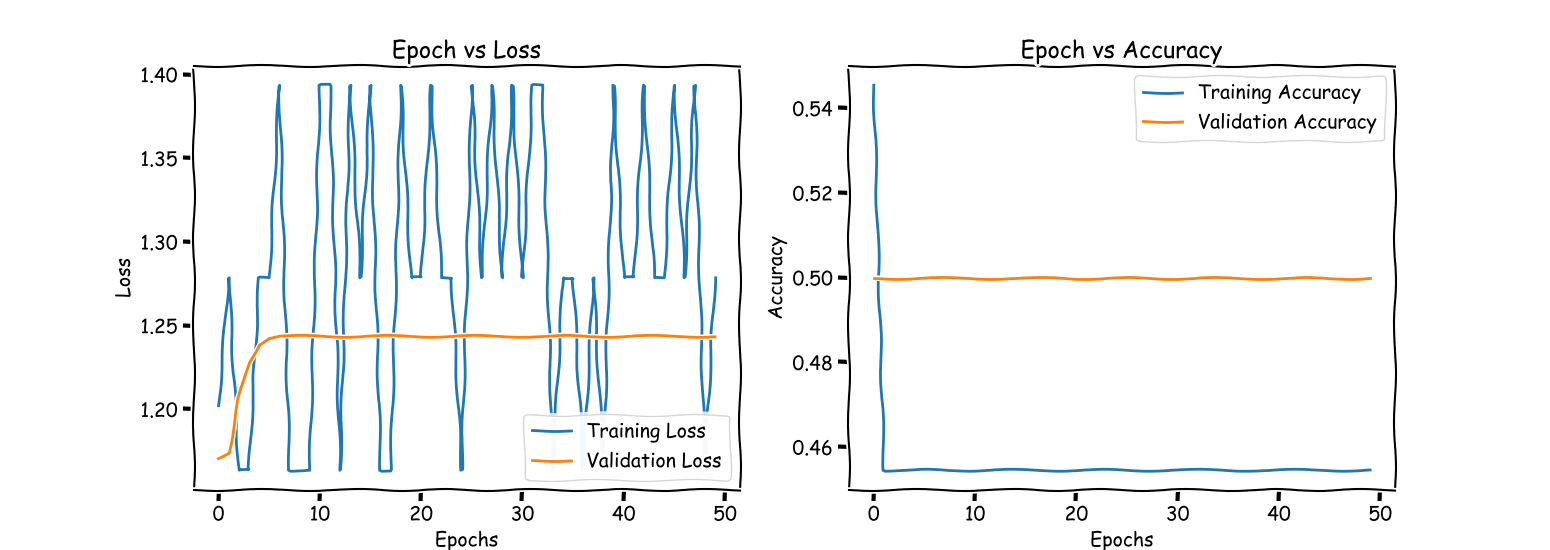 Epoch vs Loss
Loss
1.40
1.35
1.30
1.25
1.20
Training Loss
Validation Loss
0
10
20
30
40
50
Epochs
Epoch vs Accuracy
Accuracy
0.54
0.52
0.50
0.48
0.46
Training Accuracy
Validation Accuracy
0
10
20
30
40
50
Epochs